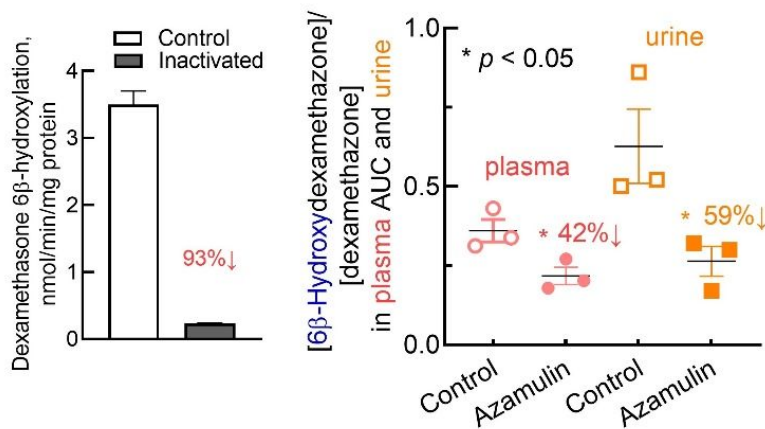 Control
Inactivated
Dexamethasone 6β-hydroxylation,
nmol/min/mg protein
4
3
2
1
0
93%↓
[6β-Hydroxydexamethazone]/
[dexamethazone]
in plasma AUC and urine
1.0
0.5
0.0
* p < 0.05
urine
plasma
* 42%↓
* 59%↓
Control
Azamulin
Control
Azamulin